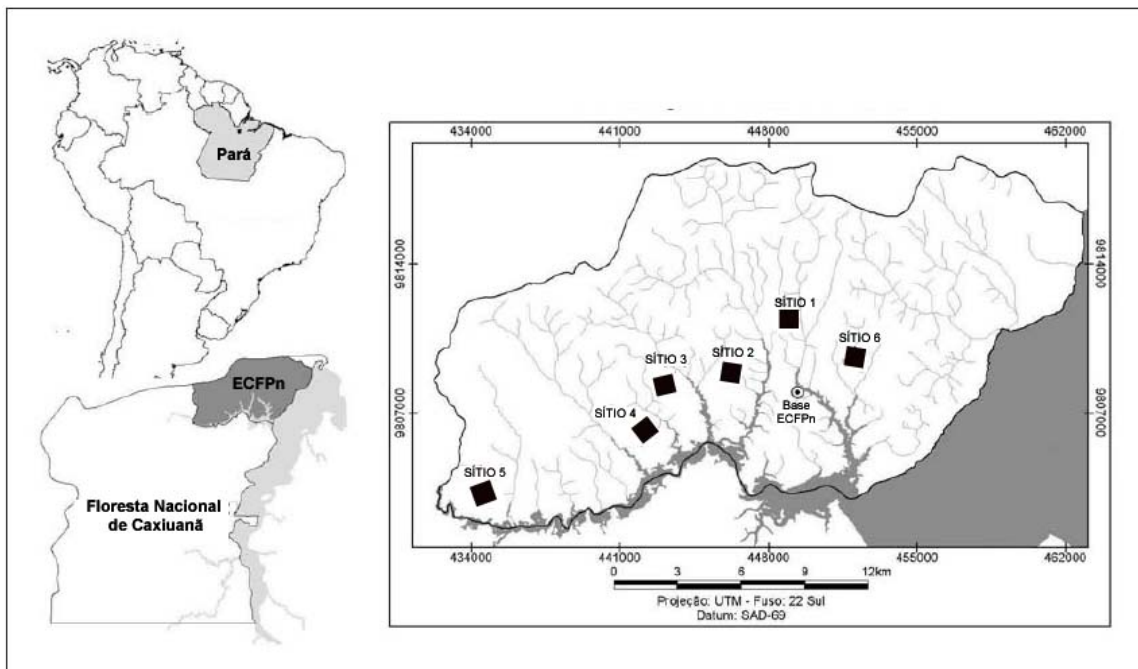 Pará
ECFPn
Floresta Nacional
de Caxiuanã
434000 441000 448000 455000 462000
9814000 9814000
SÍTIO 1
SÍTIO 6
SÍTIO 2
SÍTIO 3
Base
ECFPn
9807000 9807000
SÍTIO 4
SÍTIO 5
434000 441000 448000 455000 462000
0 3 6 9 12km
Projeção: UTM - Fuso: 22 Sul
Datum: SAD-69